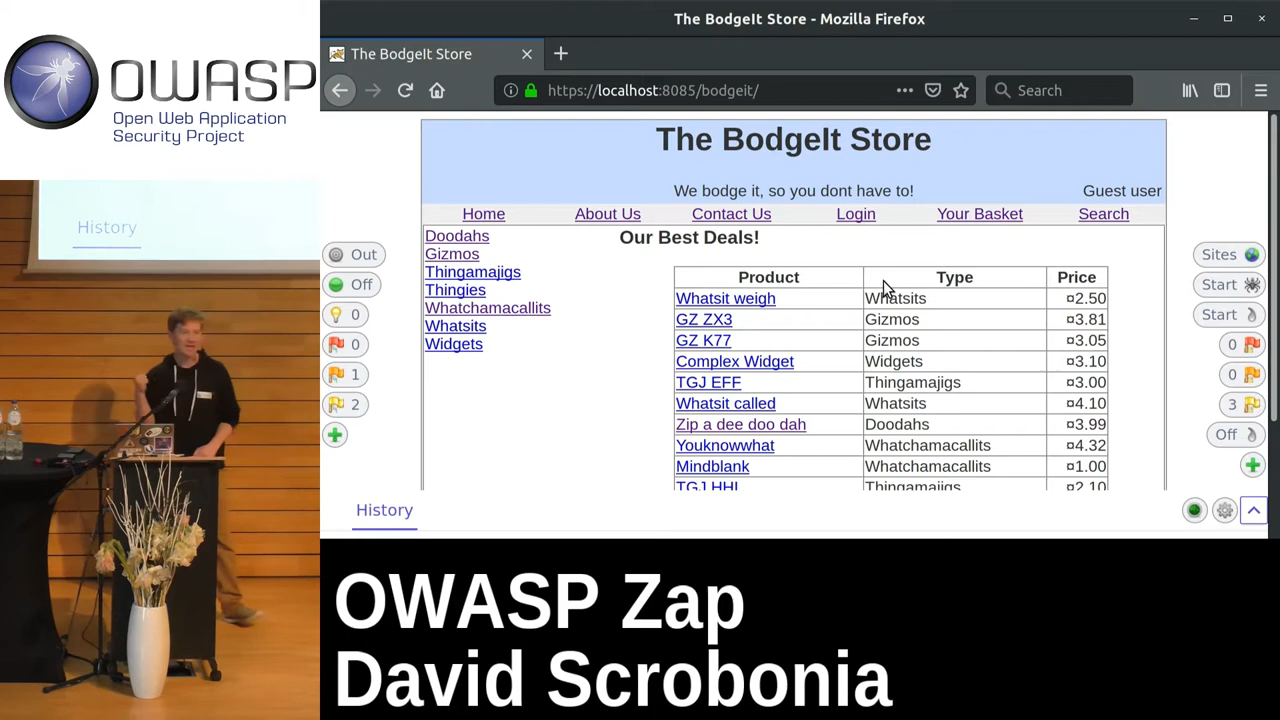 OWASP
Open Web Application
Security Project
History
The BodgeIt Store - Mozilla Firefox
The BodgeIt Store
https://localhost:8085/bodgeit/
Search
The BodgeIt Store
We bodge it, so you dont have to!
Guest user
Home About Us Contact Us Login Your Basket Search
Doodahs
Gizmos
Thingamajigs
Thingies
Whatchamacallits
Whatsits
Widgets
Our Best Deals!
Product Type Price
Whatsit weigh Whatsits ¤2.50
GZ ZX3 Gizmos ¤3.81
GZ K77 Gizmos ¤3.05
Complex Widget Widgets ¤3.10
TGJ EFF Thingamajigs ¤3.00
Whatsit called Whatsits ¤4.10
Zip a dee doo dah Doodahs ¤3.99
Youknowwhat Whatchamacallits ¤4.32
Mindblank Whatchamacallits ¤1.00
TGJ HHI Thingamajigs ¤2.10
Out
Off
0
0
1
2
Sites
Start
Start
0
0
3
Off
History
OWASP Zap
David Scrobonia